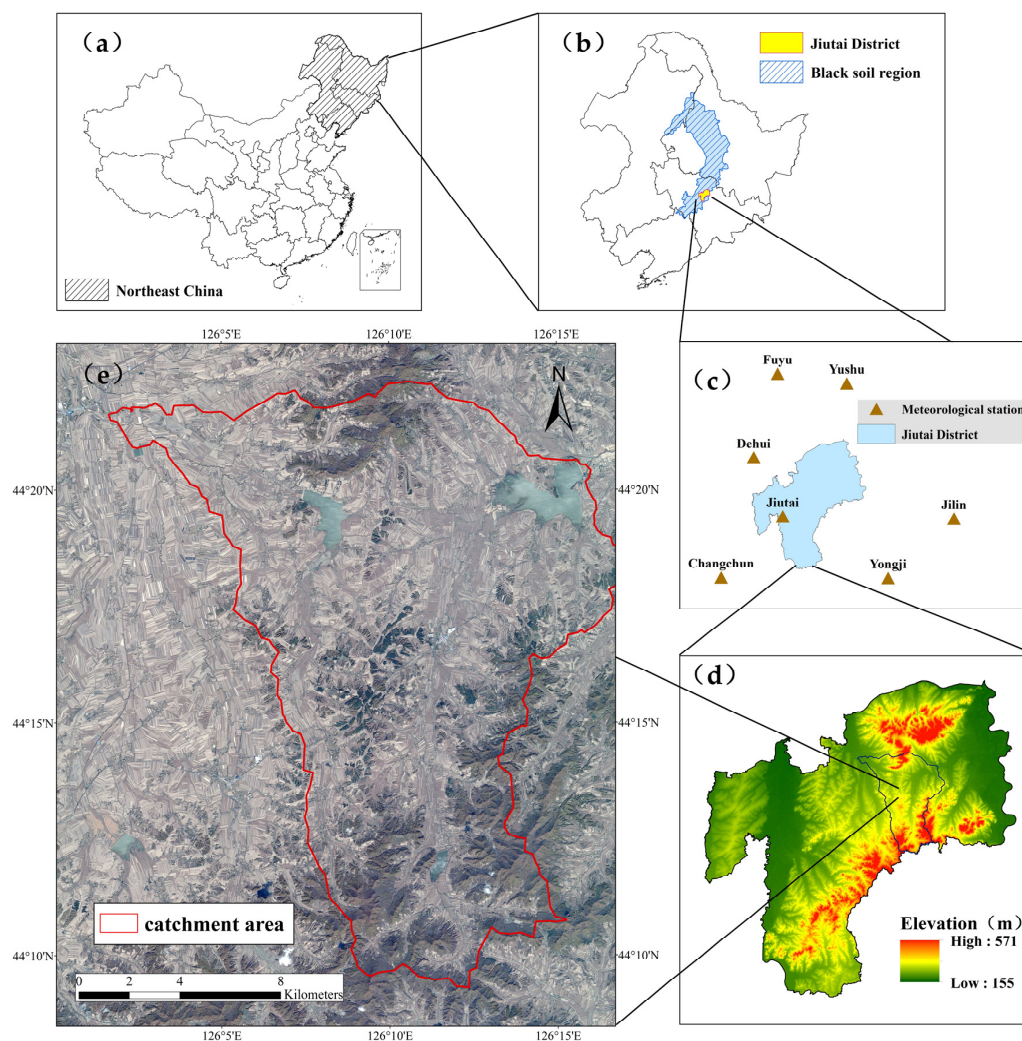 （a）
Northeast China
（b）
Jiutai District
Black soil region
（c）
Fuyu
Yushu
Meteorological station
Jiutai District
Dehui
Jiutai
Jilin
Changchun
Yongji
（d）
Elevation（m）
High : 571
Low : 155
126°5'E 126°10'E 126°15'E
（e）
N
44°20'N 44°20'N
44°15'N 44°15'N
44°10'N 44°10'N
catchment area
0 2 4 8
Kilometers
126°5'E 126°10'E 126°15'E